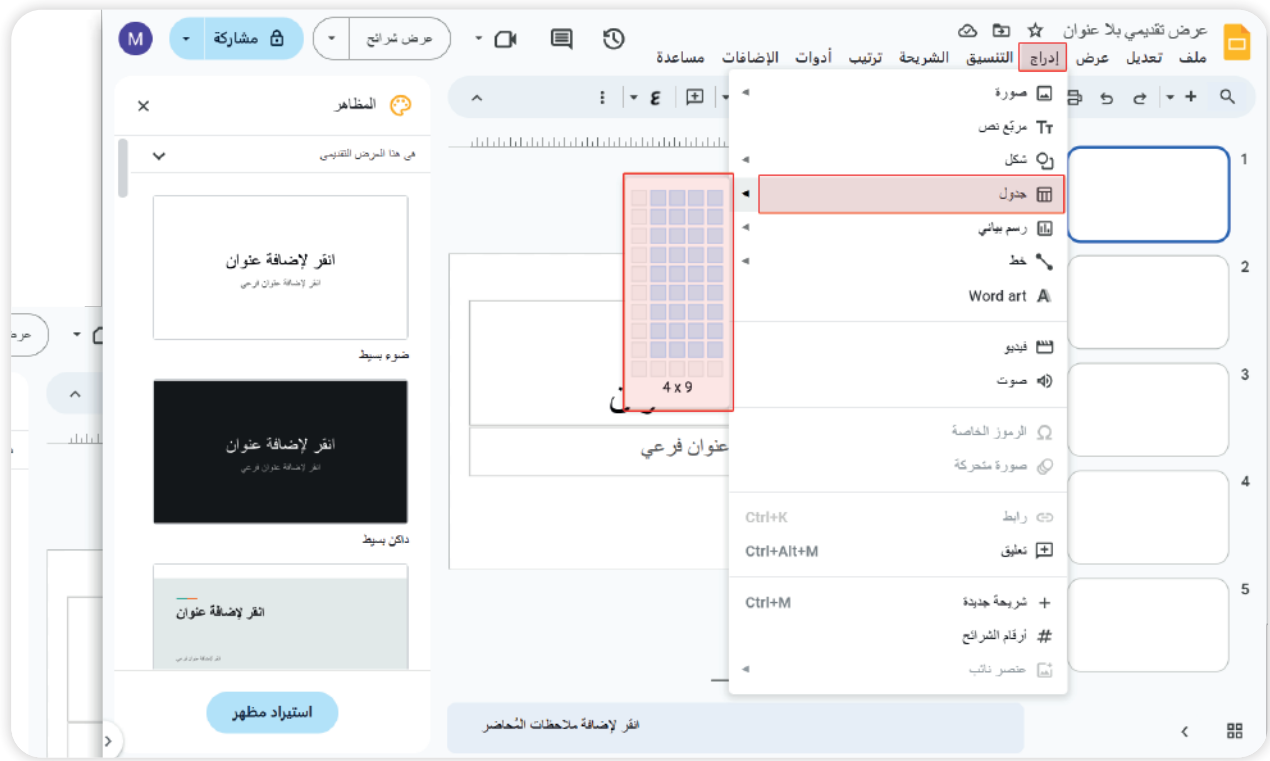 عرض تقديمي بلا عنوان
ملف تعديل عرض إدراج التنسيق الشريحة ترتيب أدوات الإضافات مساعدة
عرض شرائح
مشاركة
M
صورة
مربّع نص
شكل
جدول
رسم بياني
خط
Word art
فيديو
صوت
الرموز الخاصة
صورة متحركة
رابط Ctrl+K
تعليق Ctrl+Alt+M
شريحة جديدة Ctrl+M
أرقام الشرائح
عنصر نائب
4 x 9
عنوان فرعي
1
2
3
4
5
المظاهر
في هذا العرض التقديمي
انقر لإضافة عنوان
انقر لإضافة عنوان فرعي
ضوء بسيط
انقر لإضافة عنوان
انقر لإضافة عنوان فرعي
داكن بسيط
انقر لإضافة عنوان
انقر لإضافة عنوان فرعي
استيراد مظهر
انقر لإضافة ملاحظات المُحاضر